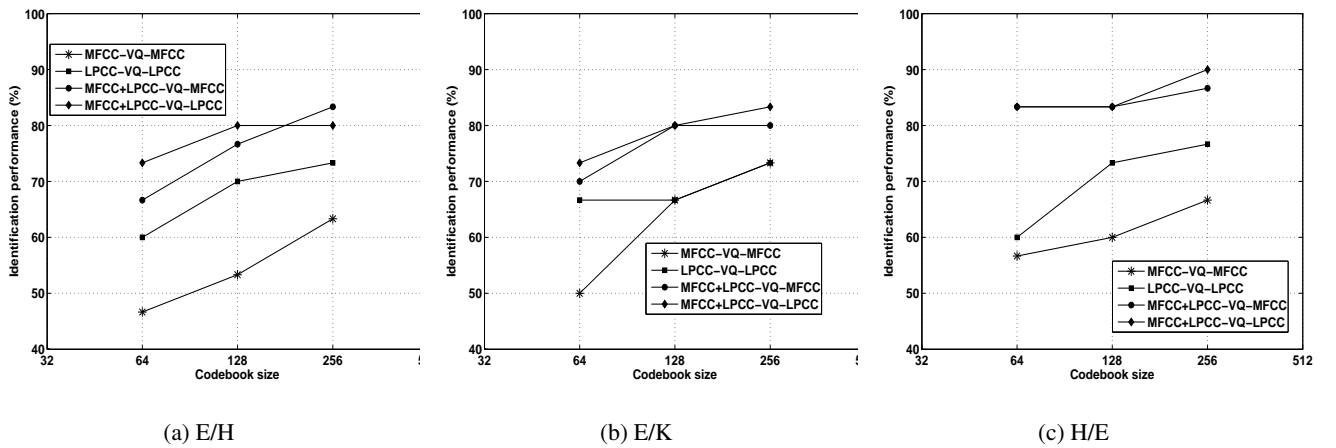 100
90
80
70
60
50
40
Identification performance (%)
MFCC−VQ−MFCC
LPCC−VQ−LPCC
MFCC+LPCC−VQ−MFCC
MFCC+LPCC−VQ−LPCC
32 64 128 256
Codebook size
(a) E/H
100
90
80
70
60
50
40
Identification performance (%)
MFCC−VQ−MFCC
LPCC−VQ−LPCC
MFCC+LPCC−VQ−MFCC
MFCC+LPCC−VQ−LPCC
32 64 128 256
Codebook size
(b) E/K
100
90
80
70
60
50
40
Identification performance (%)
MFCC−VQ−MFCC
LPCC−VQ−LPCC
MFCC+LPCC−VQ−MFCC
MFCC+LPCC−VQ−LPCC
32 64 128 256 512
Codebook size
(c) H/E